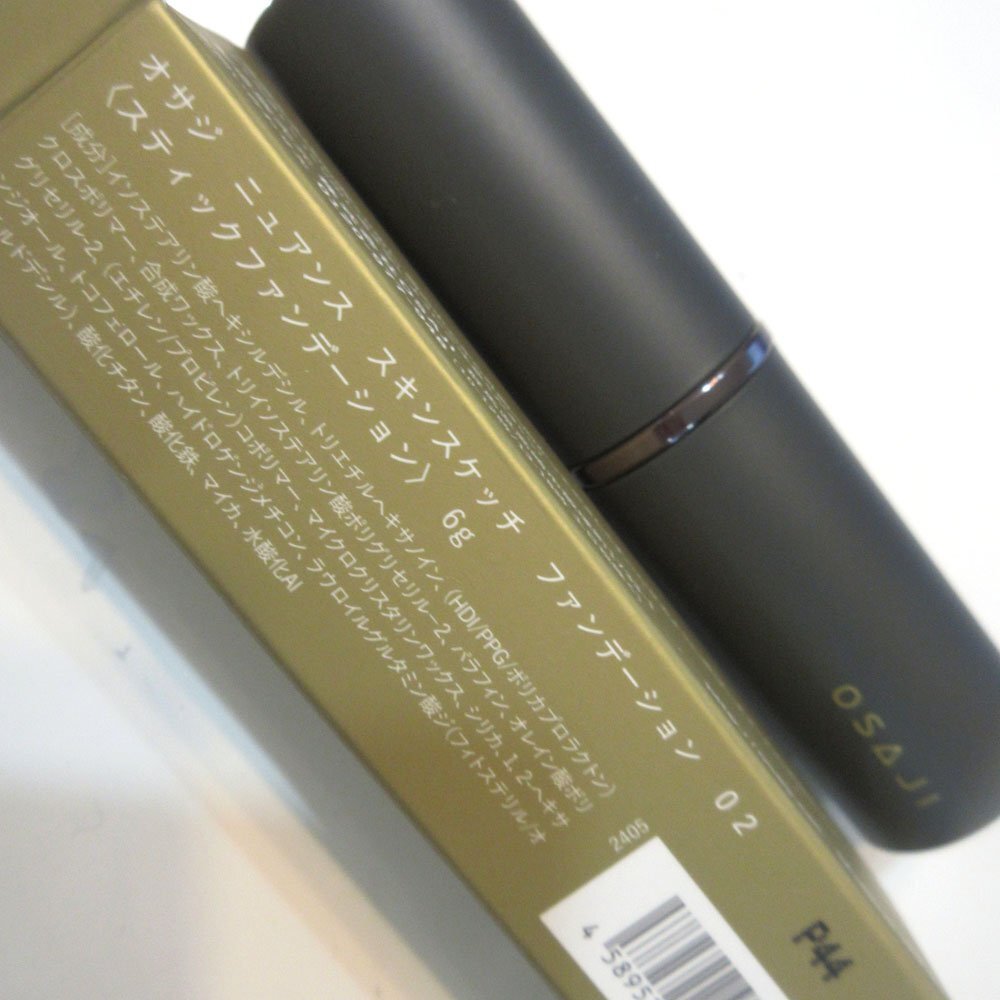 オサジ ニュアンス スキンスケッチ ファンデーション 02
〈スティックファンデーション〉 6g
[成分]イソステアリン酸ヘキシルデシル、トリエチルヘキサノイン、(HDI/PPG/ポリカプロラクトン)
クロスポリマー、合成ワックス、トリイソステアリン酸ポリグリセリル-2、パラフィン、オレイン酸ポリ
グリセリル-2、(エチレン/プロピレン)コポリマー、マイクロクリスタリンワックス、シリカ、1,2-ヘキサ
ンジオール、トコフェロール、ハイドロゲンジメチコン、ラウロイルグルタミン酸ジ(フィトステリル/オ
ルドデシル)、酸化チタン、酸化鉄、マイカ、水酸化Al
2405
P44
4 5895
OSAJI